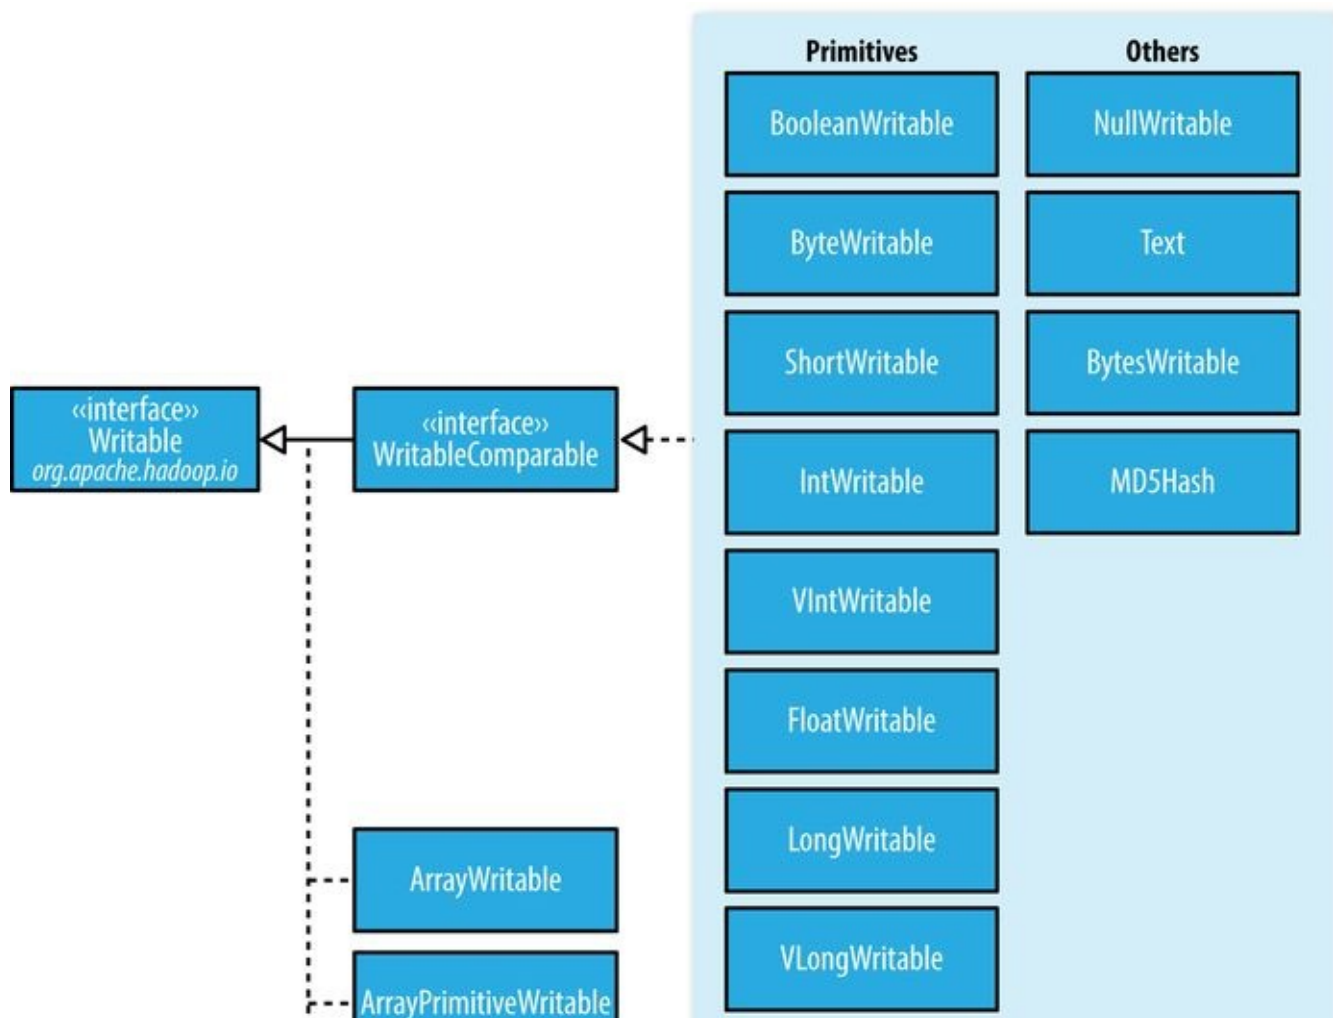 Primitives
Others
BooleanWritable
NullWritable
ByteWritable
Text
ShortWritable
BytesWritable
‹‹interface››
Writable
org.apache.hadoop.io
‹‹interface››
WritableComparable
IntWritable
MD5Hash
VIntWritable
FloatWritable
LongWritable
ArrayWritable
VLongWritable
ArrayPrimitiveWritable